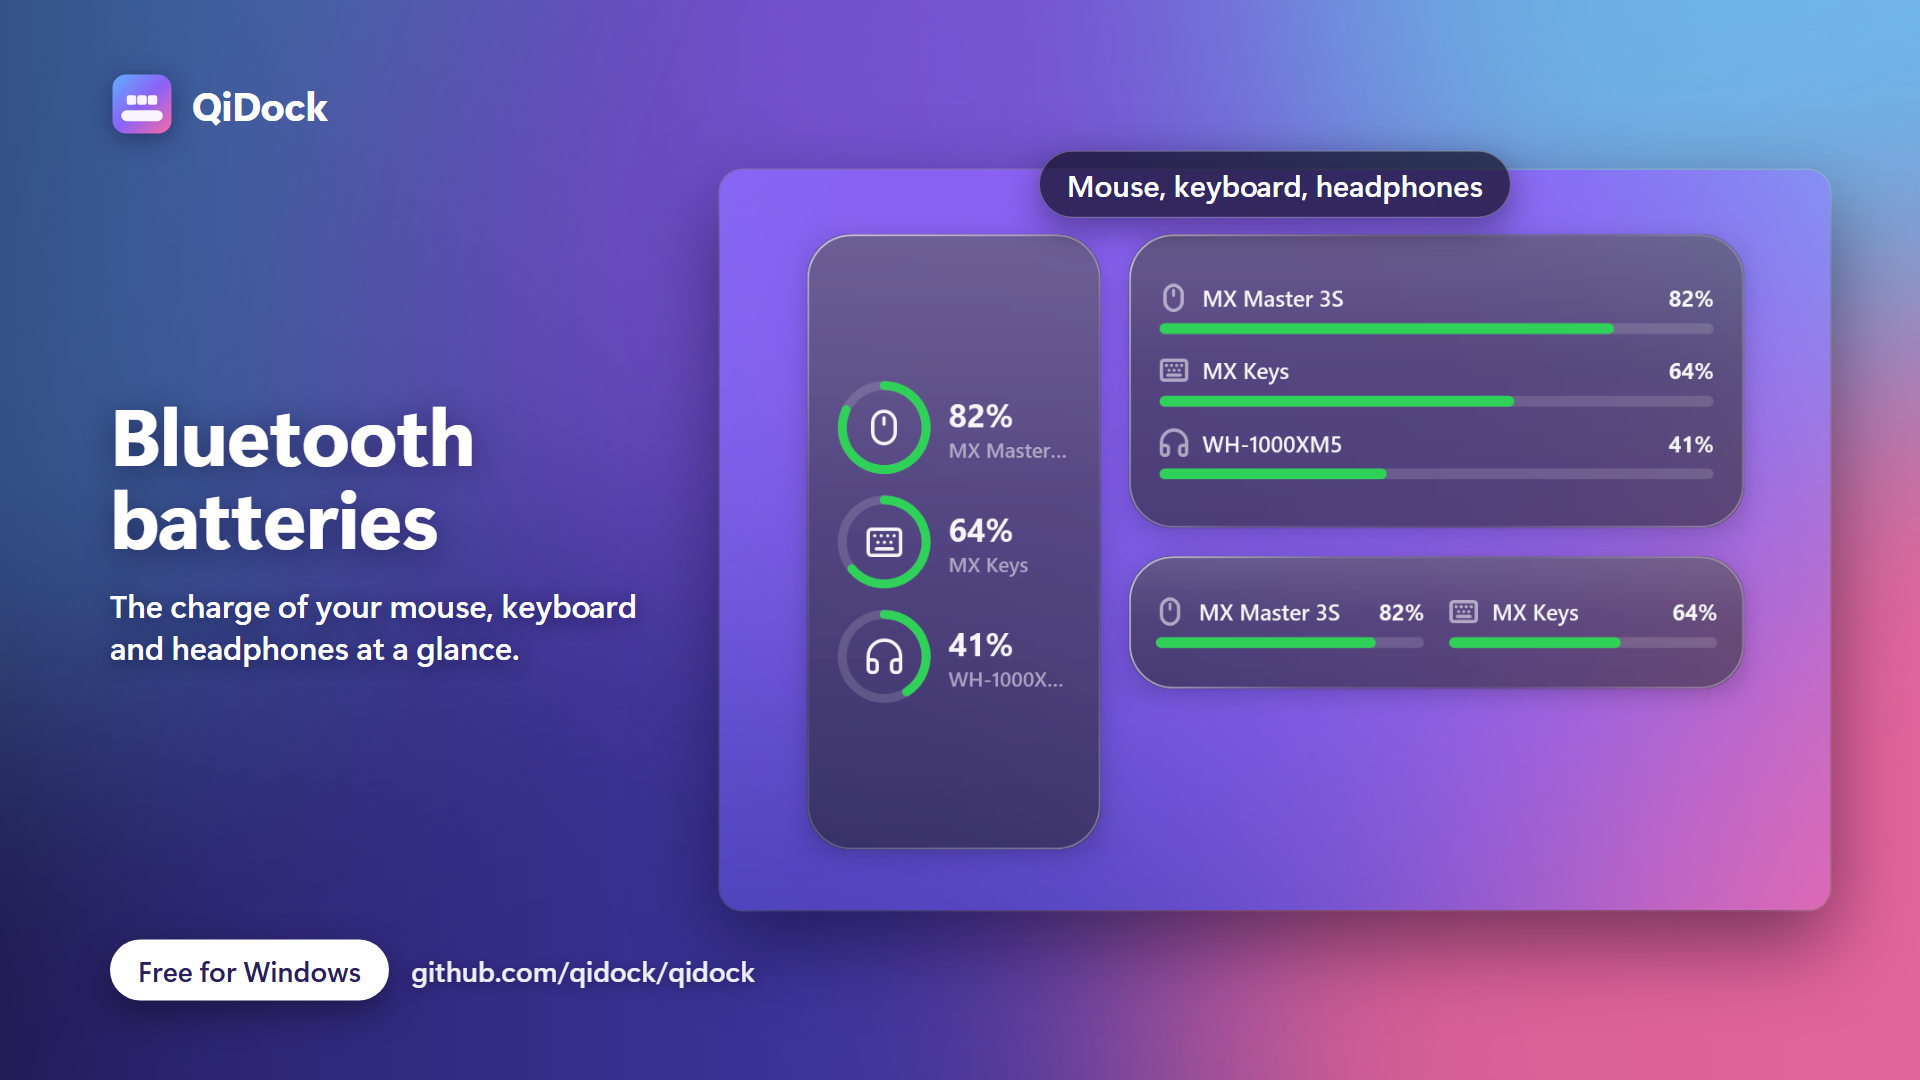 QiDock
Bluetooth
batteries
The charge of your mouse, keyboard
and headphones at a glance.
Free for Windows
github.com/qidock/qidock
Mouse, keyboard, headphones
82%
MX Master...
64%
MX Keys
41%
WH-1000X...
MX Master 3S 82%
MX Keys 64%
WH-1000XM5 41%
MX Master 3S 82% MX Keys 64%